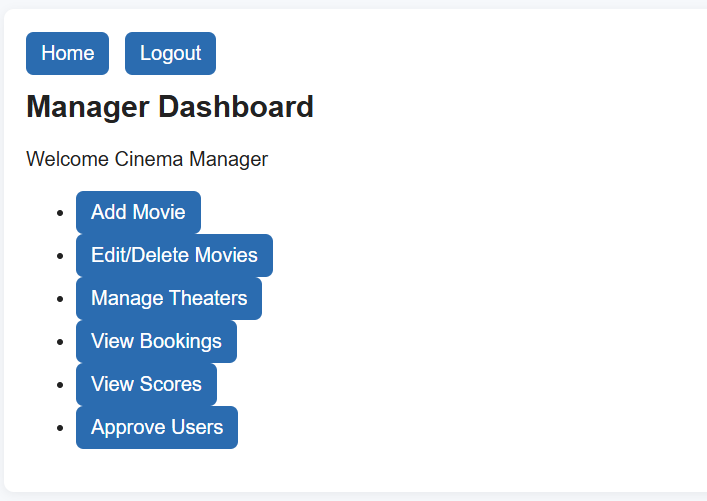 Home Logout
Manager Dashboard
Welcome Cinema Manager
Add Movie
Edit/Delete Movies
Manage Theaters
View Bookings
View Scores
Approve Users